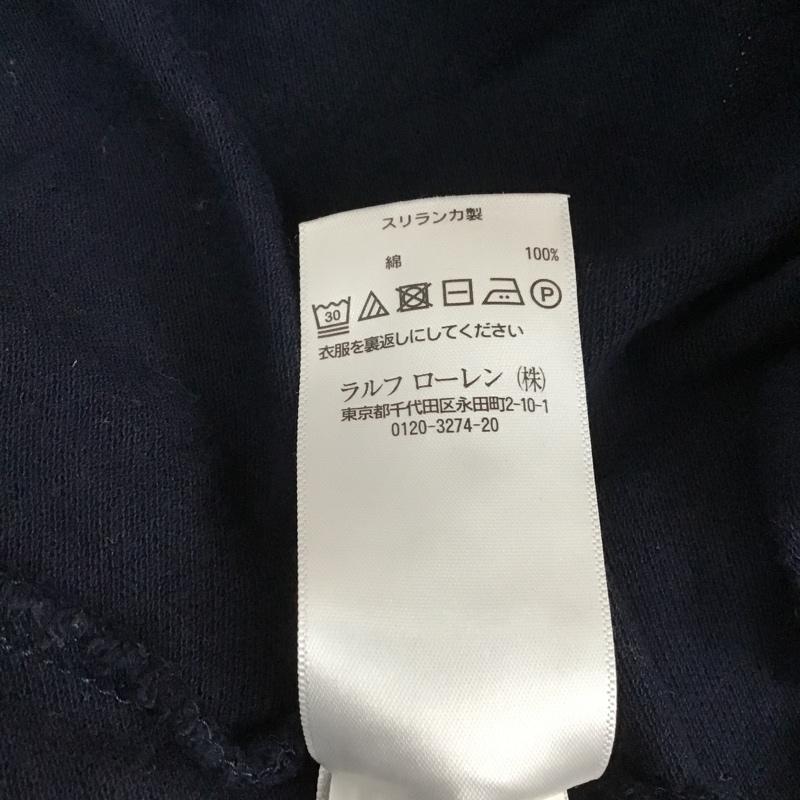 スリランカ製
綿 100%
30 P
衣服を裏返しにしてください
ラルフ ローレン ㈱
東京都千代田区永田町2-10-1
0120-3274-20